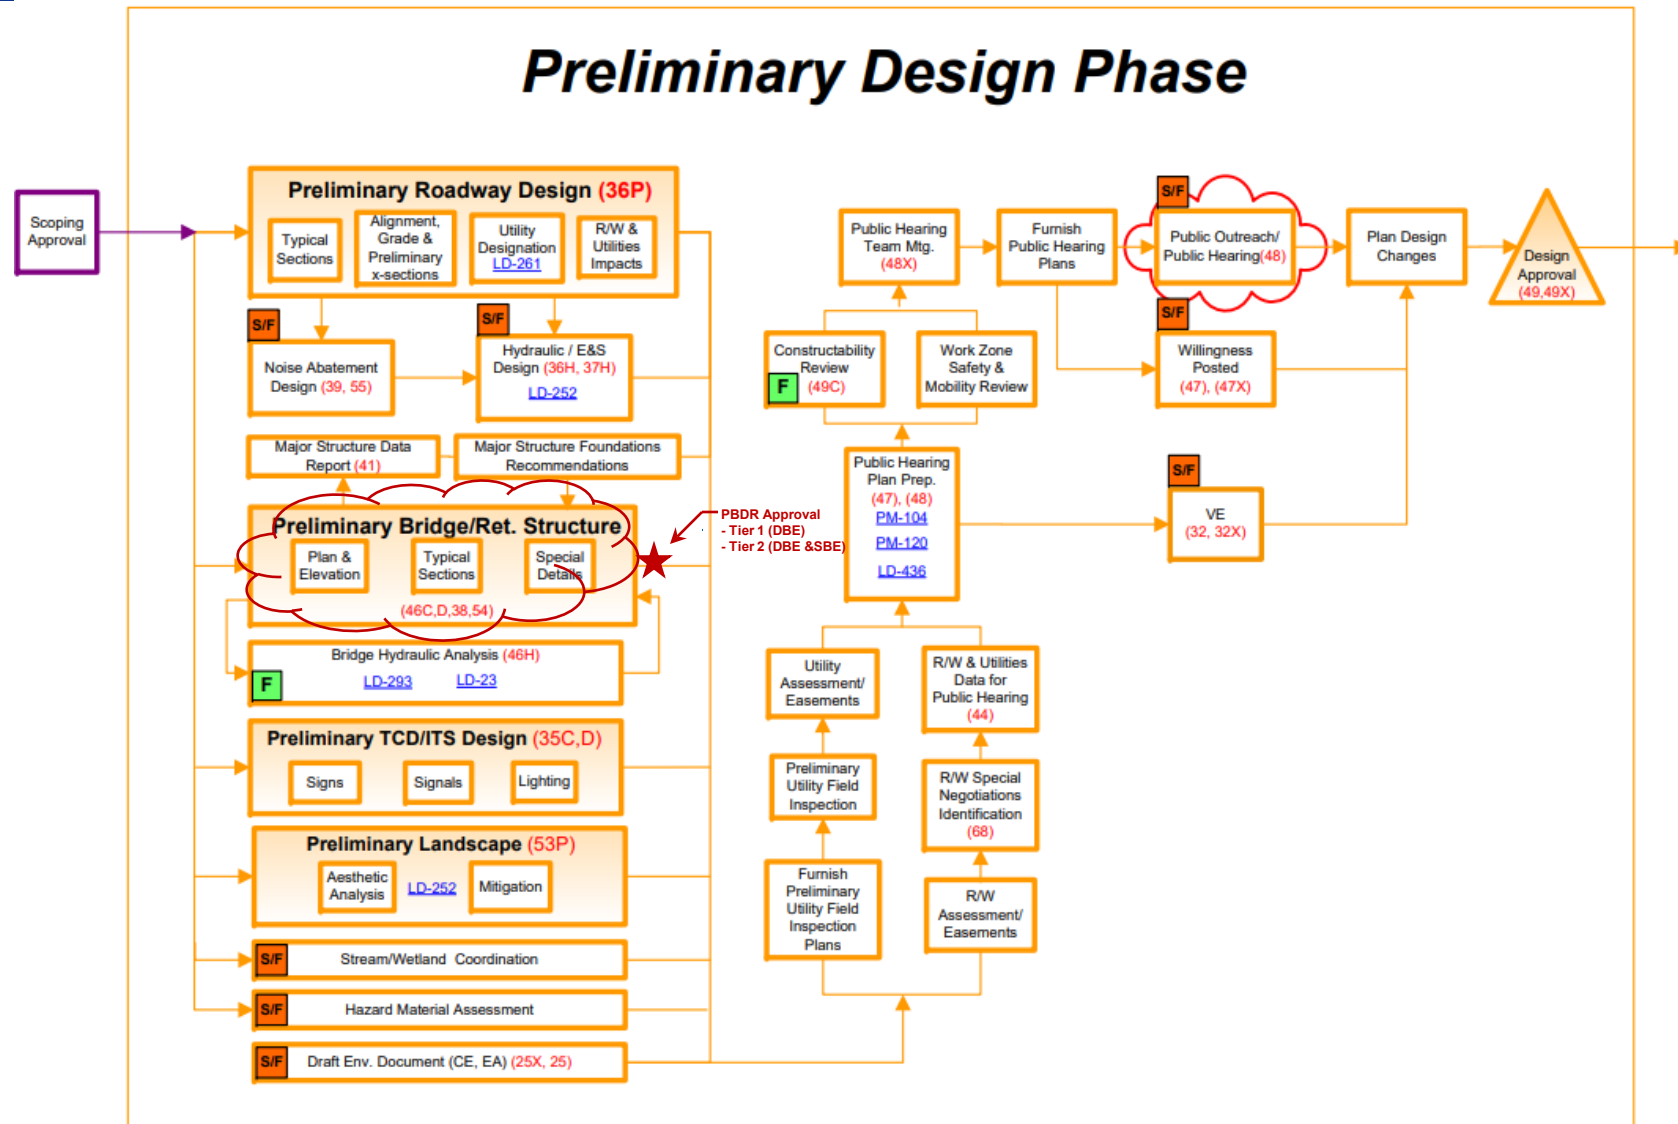 Preliminary Design Phase
Scoping
Approval
Preliminary Roadway Design (36P)
Typical
Sections
Alignment,
Grade &
Preliminary
x-sections
Utility
Designation
LD-261
R/W &
Utilities
Impacts
S/F
Noise Abatement
Design (39, 55)
S/F
Hydraulic / E&S
Design (36H, 37H)
LD-252
Major Structure Data
Report (41)
Major Structure Foundations
Recommendations
Preliminary Bridge/Ret. Structure
Plan &
Elevation
Typical
Sections
Special
Details
(46C,D,38,54)
PBDR Approval
- Tier 1 (DBE)
- Tier 2 (DBE &SBE)
Bridge Hydraulic Analysis (46H)
F
LD-293
LD-23
Preliminary TCD/ITS Design (35C,D)
Signs
Signals
Lighting
Preliminary Landscape (53P)
Aesthetic
Analysis
LD-252
Mitigation
S/F
Stream/Wetland Coordination
S/F
Hazard Material Assessment
S/F
Draft Env. Document (CE, EA) (25X, 25)
Public Hearing
Team Mtg.
(48X)
Furnish
Public Hearing
Plans
S/F
Public Outreach/
Public Hearing(48)
Plan Design
Changes
Design
Approval
(49,49X)
Constructability
Review
F
(49C)
Work Zone
Safety &
Mobility Review
S/F
Willingness
Posted
(47), (47X)
Public Hearing
Plan Prep.
(47), (48)
PM-104
PM-120
LD-436
S/F
VE
(32, 32X)
Utility
Assessment/
Easements
R/W & Utilities
Data for
Public Hearing
(44)
Preliminary
Utility Field
Inspection
R/W Special
Negotiations
Identification
(68)
Furnish
Preliminary
Utility Field
Inspection
Plans
R/W
Assessment/
Easements